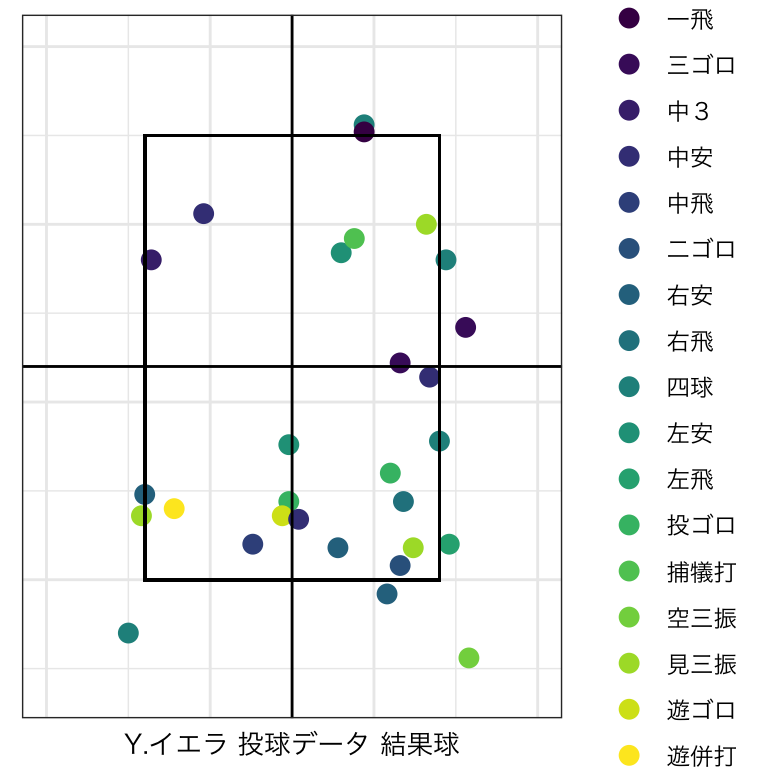 一飛
三ゴロ
中３
中安
中飛
二ゴロ
右安
右飛
四球
左安
左飛
投ゴロ
捕犠打
空三振
見三振
遊ゴロ
遊併打
Y.イエラ 投球データ 結果球